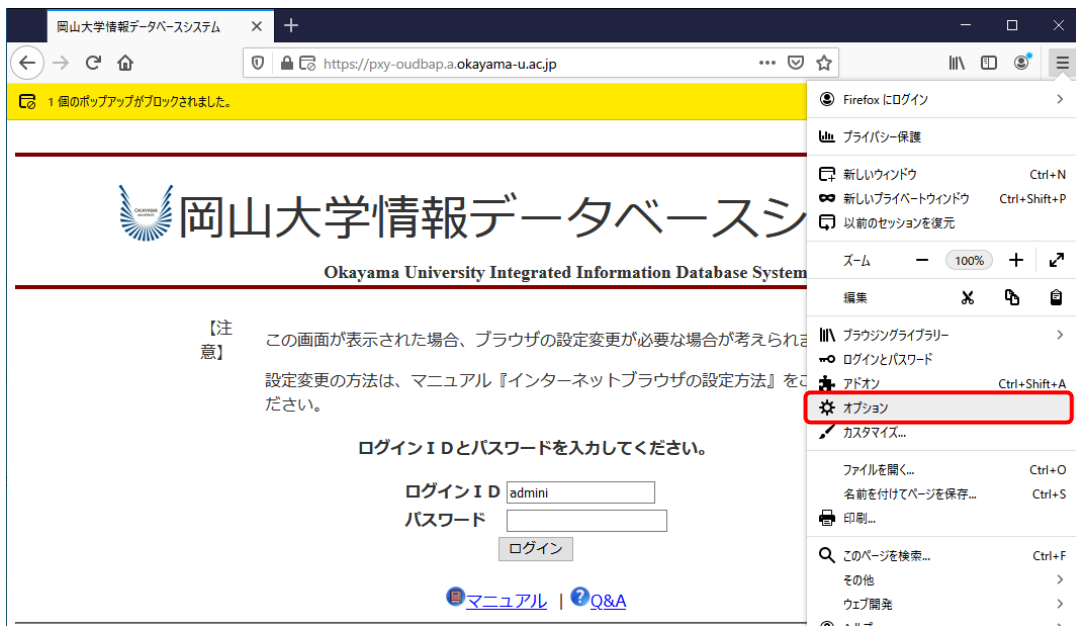 岡山大学情報データベースシステム
https://pxy-oudbap.a.okayama-u.ac.jp
1 個のポップアップがブロックされました。
岡山大学情報データベースシ
Okayama University Integrated Information Database System
【注意】
この画面が表示された場合、ブラウザの設定変更が必要な場合が考えられま
設定変更の方法は、マニュアル『インターネットブラウザの設定方法』をご
ださい。
ログインＩＤとパスワードを入力してください。
ログインＩＤ admini
パスワード
ログイン
マニュアル | Q&A
Firefox にログイン
プライバシー保護
新しいウィンドウ Ctrl+N
新しいプライベートウィンドウ Ctrl+Shift+P
以前のセッションを復元
ズーム 100%
編集
ブラウジングライブラリー
ログインとパスワード
アドオン Ctrl+Shift+A
オプション
カスタマイズ...
ファイルを開く... Ctrl+O
名前を付けてページを保存... Ctrl+S
印刷...
このページを検索... Ctrl+F
その他
ウェブ開発